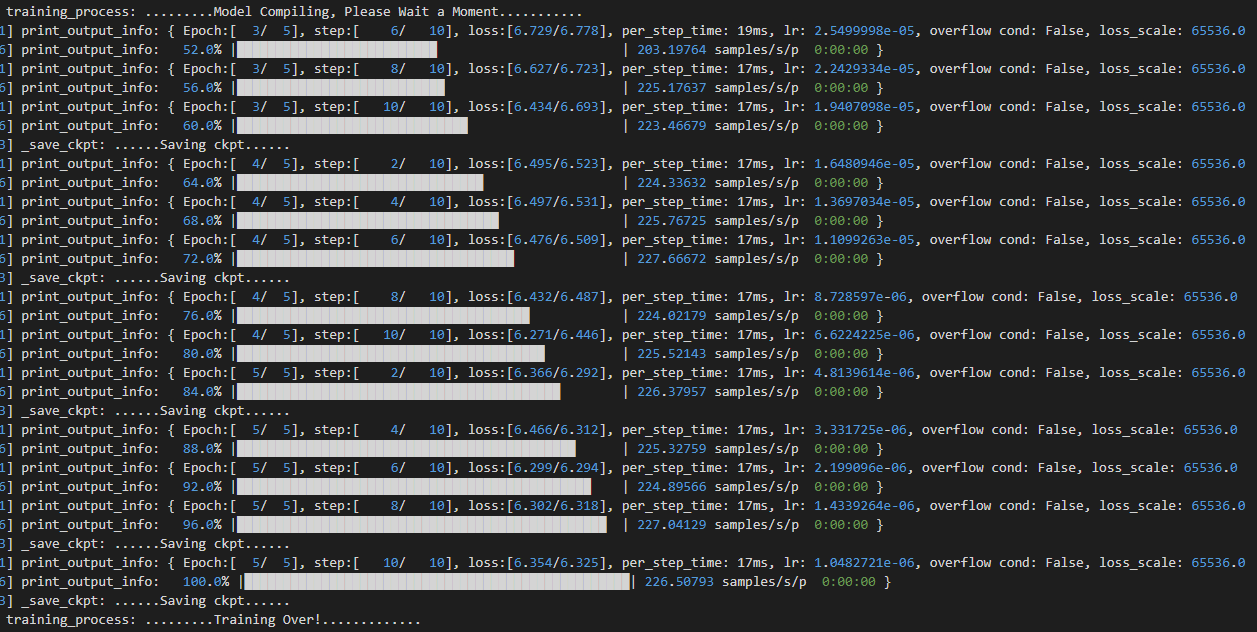 training_process: .........Model Compiling, Please Wait a Moment...........
1] print_output_info: { Epoch:[  3/  5], step:[    6/   10], loss:[6.729/6.778], per_step_time: 19ms, lr: 2.5499998e-05, overflow cond: False, loss_scale: 65536.0
6] print_output_info:   52.0% | | 203.19764 samples/s/p  0:00:00 }
1] print_output_info: { Epoch:[  3/  5], step:[    8/   10], loss:[6.627/6.723], per_step_time: 17ms, lr: 2.2429334e-05, overflow cond: False, loss_scale: 65536.0
6] print_output_info:   56.0% | | 225.17637 samples/s/p  0:00:00 }
1] print_output_info: { Epoch:[  3/  5], step:[   10/   10], loss:[6.434/6.693], per_step_time: 17ms, lr: 1.9407098e-05, overflow cond: False, loss_scale: 65536.0
6] print_output_info:   60.0% | | 223.46679 samples/s/p  0:00:00 }
3] _save_ckpt: ......Saving ckpt......
1] print_output_info: { Epoch:[  4/  5], step:[    2/   10], loss:[6.495/6.523], per_step_time: 17ms, lr: 1.6480946e-05, overflow cond: False, loss_scale: 65536.0
6] print_output_info:   64.0% | | 224.33632 samples/s/p  0:00:00 }
1] print_output_info: { Epoch:[  4/  5], step:[    4/   10], loss:[6.497/6.531], per_step_time: 17ms, lr: 1.3697034e-05, overflow cond: False, loss_scale: 65536.0
6] print_output_info:   68.0% | | 225.76725 samples/s/p  0:00:00 }
1] print_output_info: { Epoch:[  4/  5], step:[    6/   10], loss:[6.476/6.509], per_step_time: 17ms, lr: 1.1099263e-05, overflow cond: False, loss_scale: 65536.0
6] print_output_info:   72.0% | | 227.66672 samples/s/p  0:00:00 }
3] _save_ckpt: ......Saving ckpt......
1] print_output_info: { Epoch:[  4/  5], step:[    8/   10], loss:[6.432/6.487], per_step_time: 17ms, lr: 8.728597e-06, overflow cond: False, loss_scale: 65536.0
6] print_output_info:   76.0% | | 224.02179 samples/s/p  0:00:00 }
1] print_output_info: { Epoch:[  4/  5], step:[   10/   10], loss:[6.271/6.446], per_step_time: 17ms, lr: 6.6224225e-06, overflow cond: False, loss_scale: 65536.0
6] print_output_info:   80.0% | | 225.52143 samples/s/p  0:00:00 }
1] print_output_info: { Epoch:[  5/  5], step:[    2/   10], loss:[6.366/6.292], per_step_time: 17ms, lr: 4.8139614e-06, overflow cond: False, loss_scale: 65536.0
6] print_output_info:   84.0% | | 226.37957 samples/s/p  0:00:00 }
3] _save_ckpt: ......Saving ckpt......
1] print_output_info: { Epoch:[  5/  5], step:[    4/   10], loss:[6.466/6.312], per_step_time: 17ms, lr: 3.331725e-06, overflow cond: False, loss_scale: 65536.0
6] print_output_info:   88.0% | | 225.32759 samples/s/p  0:00:00 }
1] print_output_info: { Epoch:[  5/  5], step:[    6/   10], loss:[6.299/6.294], per_step_time: 17ms, lr: 2.199096e-06, overflow cond: False, loss_scale: 65536.0
6] print_output_info:   92.0% | | 224.89566 samples/s/p  0:00:00 }
1] print_output_info: { Epoch:[  5/  5], step:[    8/   10], loss:[6.302/6.318], per_step_time: 17ms, lr: 1.4339264e-06, overflow cond: False, loss_scale: 65536.0
6] print_output_info:   96.0% | | 227.04129 samples/s/p  0:00:00 }
3] _save_ckpt: ......Saving ckpt......
1] print_output_info: { Epoch:[  5/  5], step:[   10/   10], loss:[6.354/6.325], per_step_time: 17ms, lr: 1.0482721e-06, overflow cond: False, loss_scale: 65536.0
6] print_output_info:   100.0% | | 226.50793 samples/s/p  0:00:00 }
3] _save_ckpt: ......Saving ckpt......
training_process: .........Training Over!.............